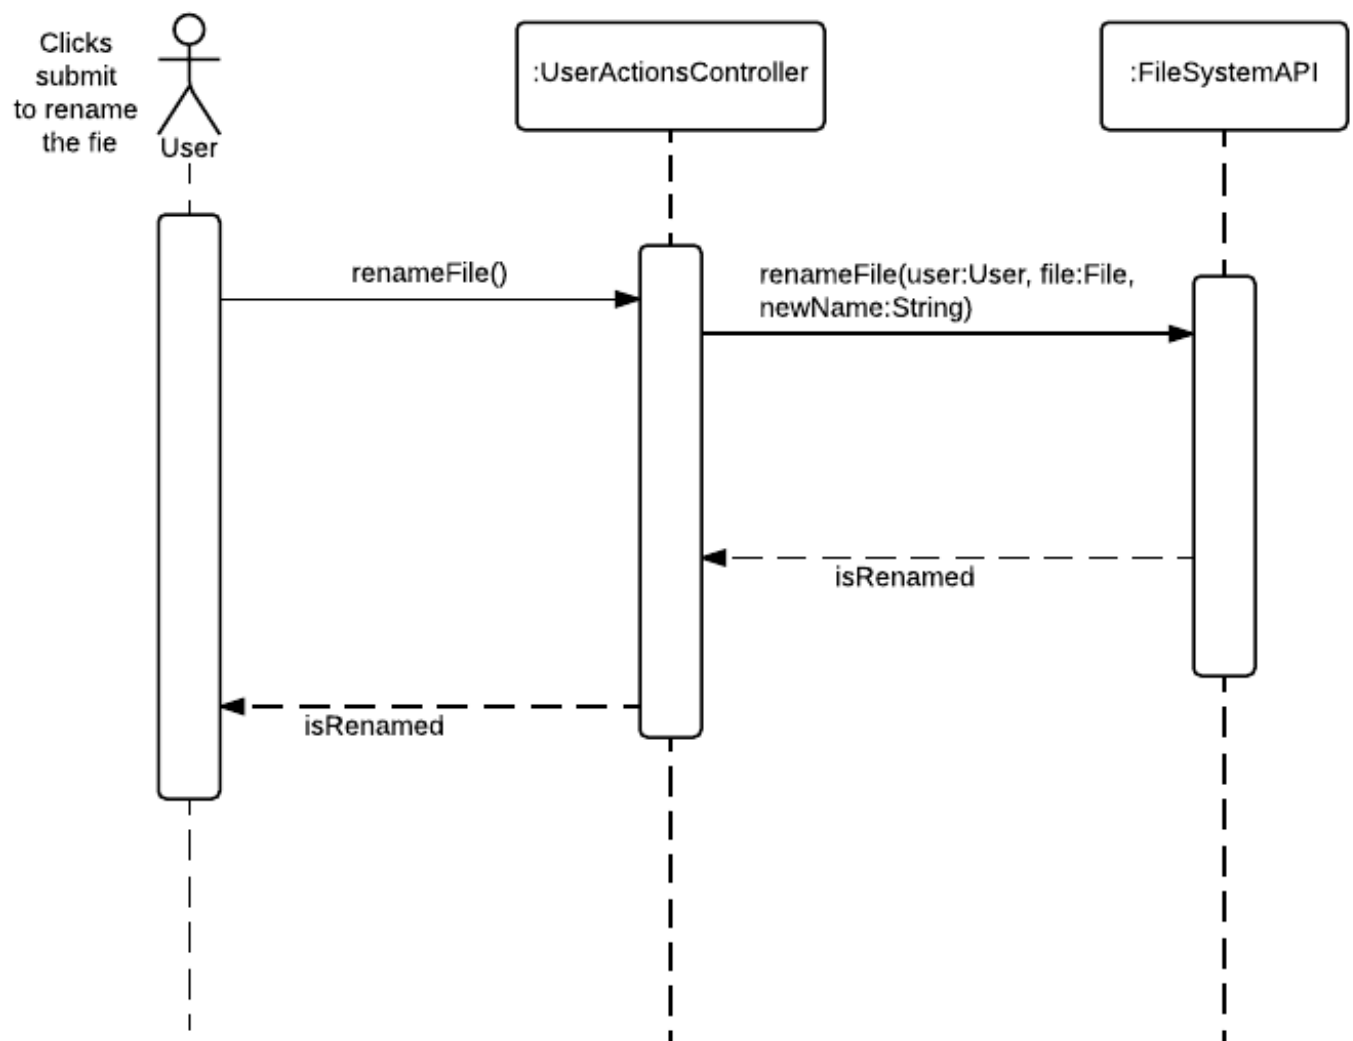 Clicks
submit
to rename
the fie
User
:UserActionsController
:FileSystemAPI
renameFile()
renameFile(user:User, file:File,
newName:String)
isRenamed
isRenamed